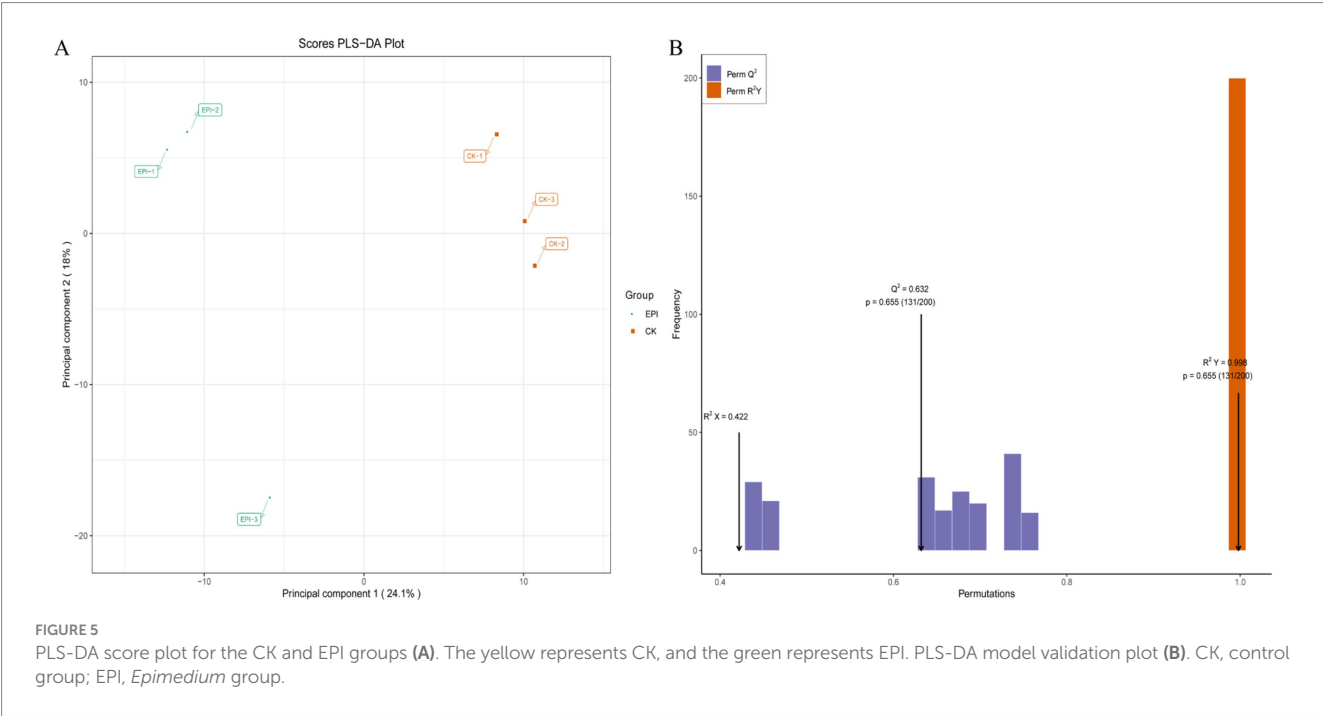 A
Scores PLS-DA Plot
10
0
-10
-20
Principal component 2 ( 18% )
EPI-2
EPI-1
CK-1
CK-3
CK-2
EPI-3
-10
0
10
Principal component 1 ( 24.1% )
Group
EPI
CK
B
Perm Q²
Perm R²Y
200
150
100
50
0
Frequency
R² X = 0.422
Q² = 0.632
p = 0.655 (131/200)
R² Y = 0.998
p = 0.655 (131/200)
0.4
0.6
0.8
1.0
Permutations
FIGURE 5
PLS-DA score plot for the CK and EPI groups (A). The yellow represents CK, and the green represents EPI. PLS-DA model validation plot (B). CK, control
group; EPI, Epimedium group.